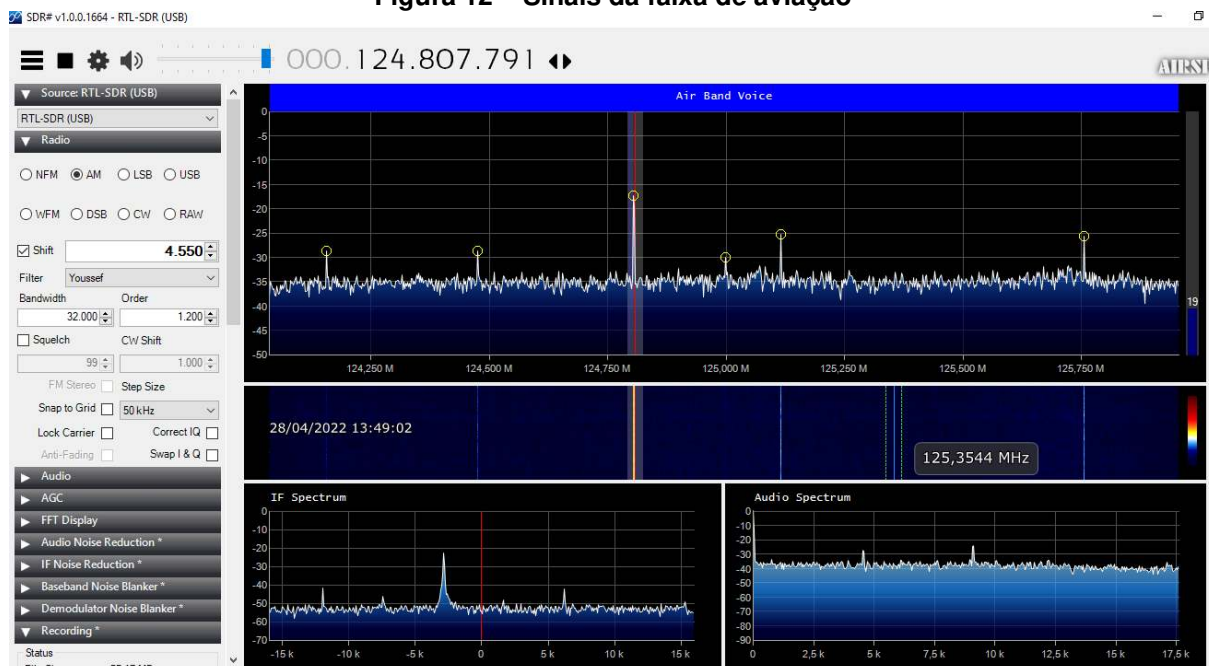 Figura 12 – Sinais da faixa de aviação
SDR# v1.0.0.1664 - RTL-SDR (USB)
000.124.807.791
Source: RTL-SDR (USB)
RTL-SDR (USB)
Radio
NFM AM LSB USB
WFM DSB CW RAW
Shift 4.550
Filter Youssef
Bandwidth Order
32.000 1.200
Squelch CW Shift
99 1.000
FM Stereo Step Size
Snap to Grid 50 kHz
Lock Carrier Correct IQ
Anti-Fading Swap I & Q
Audio
AGC
FFT Display
Audio Noise Reduction *
IF Noise Reduction *
Baseband Noise Blanker *
Demodulator Noise Blanker *
Recording *
Status
Air Band Voice
0
-5
-10
-15
-20
-25
-30
-35
-40
-45
-50
19
124,250 M 124,500 M 124,750 M 125,000 M 125,250 M 125,500 M 125,750 M
28/04/2022 13:49:02
125,3544 MHz
IF Spectrum
0
-10
-20
-30
-40
-50
-60
-70
-15 k -10 k -5 k 0 5 k 10 k 15 k
Audio Spectrum
0
-10
-20
-30
-40
-50
-60
-70
-80
-90
0 2,5 k 5 k 7,5 k 10 k 12,5 k 15 k 17,5 k